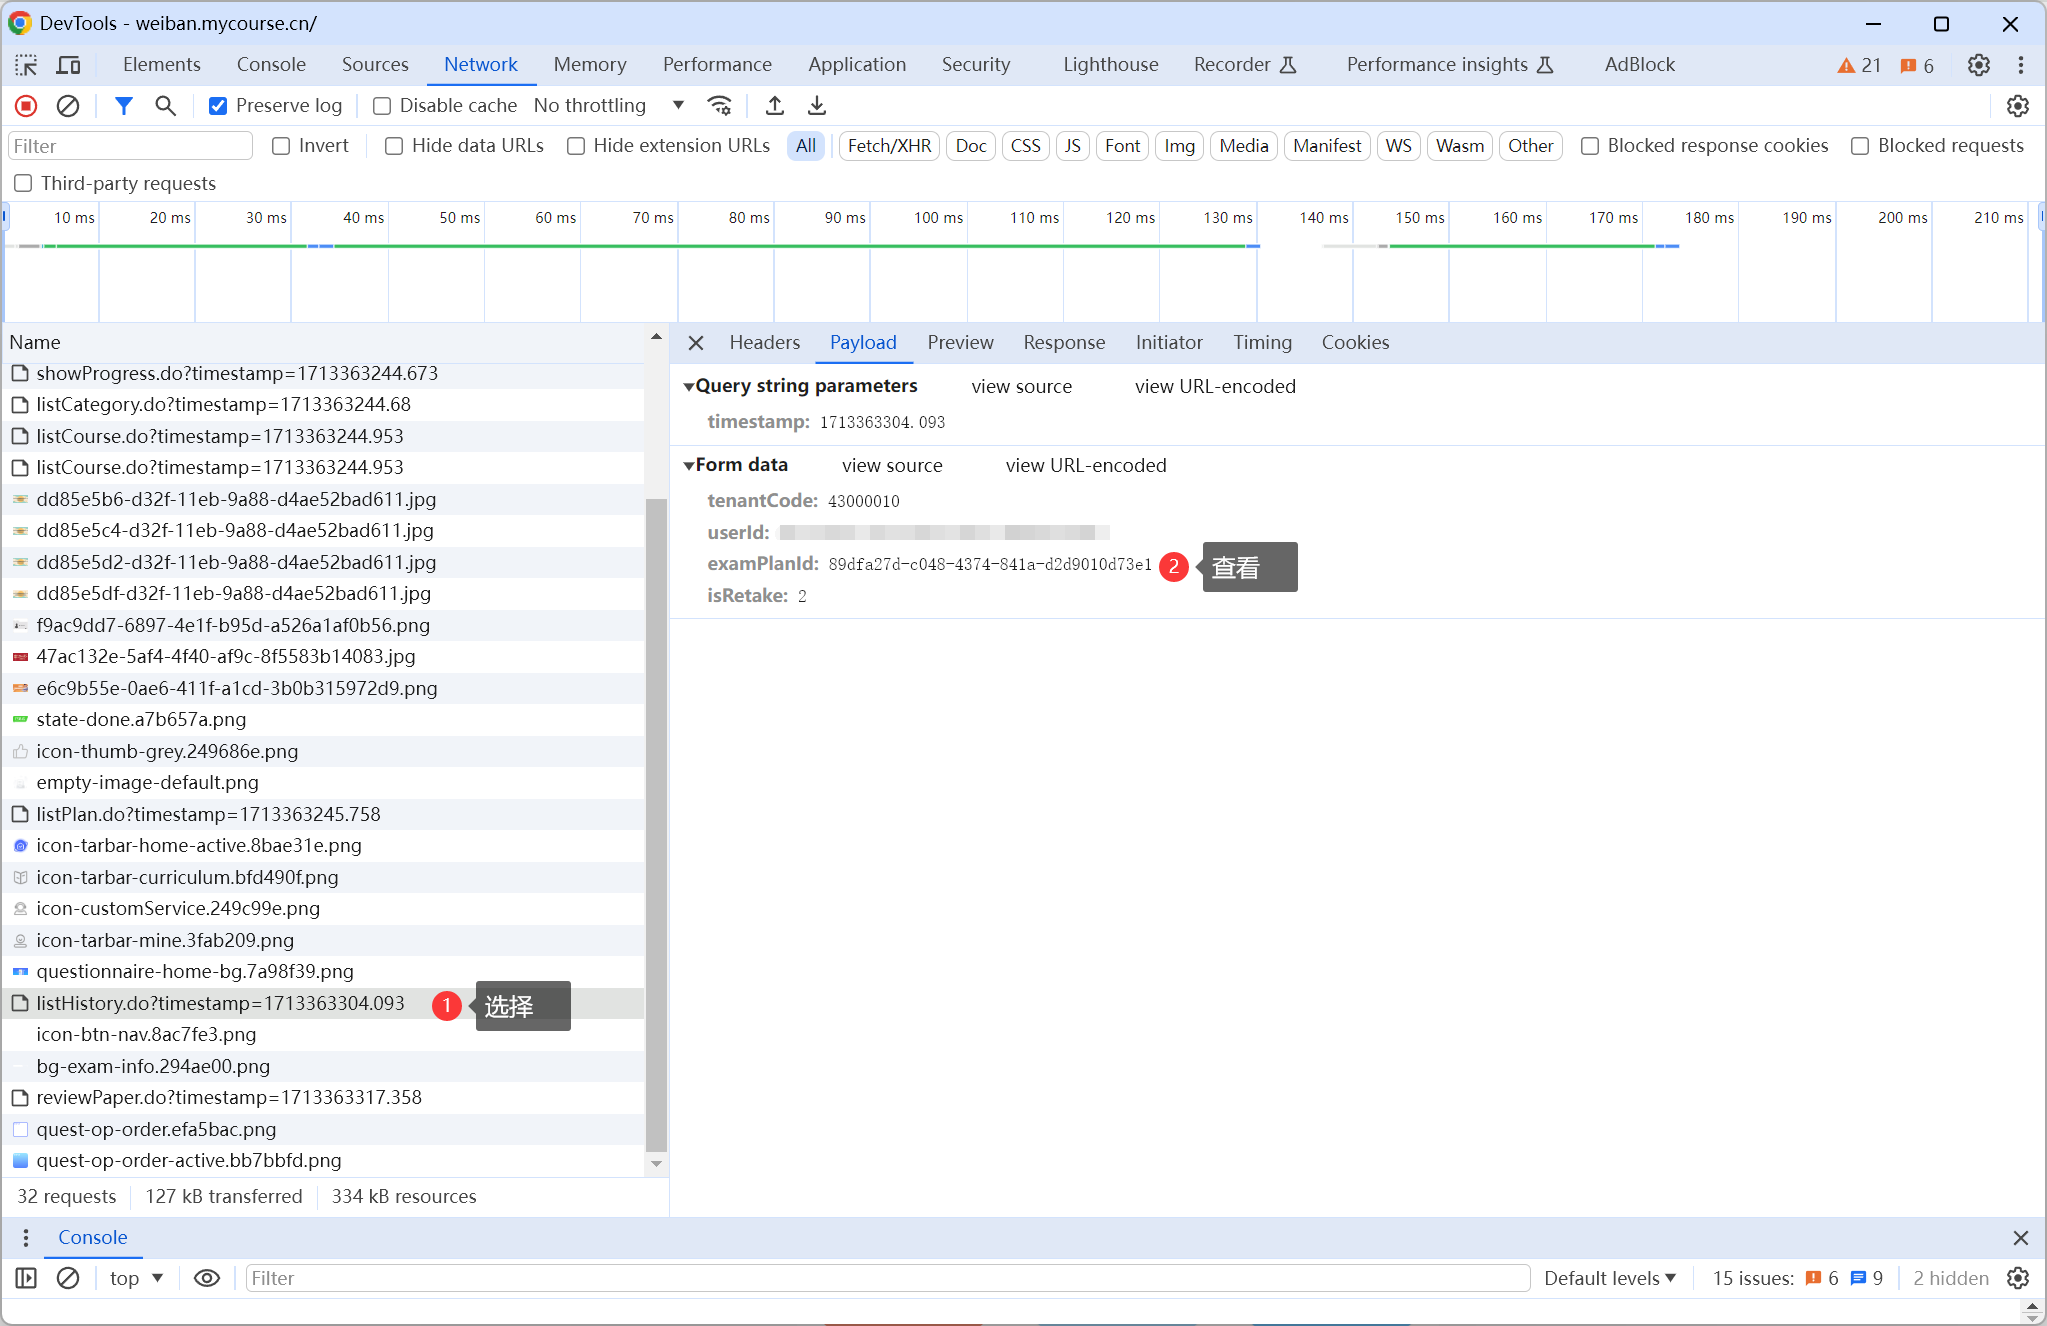 DevTools - weiban.mycourse.cn/
Elements Console Sources Network Memory Performance Application Security Lighthouse Recorder Performance insights AdBlock 21 6
Preserve log Disable cache No throttling
Filter Invert Hide data URLs Hide extension URLs All Fetch/XHR Doc CSS JS Font Img Media Manifest WS Wasm Other Blocked response cookies Blocked requests
Third-party requests
10 ms 20 ms 30 ms 40 ms 50 ms 60 ms 70 ms 80 ms 90 ms 100 ms 110 ms 120 ms 130 ms 140 ms 150 ms 160 ms 170 ms 180 ms 190 ms 200 ms 210 ms
Name
showProgress.do?timestamp=1713363244.673
listCategory.do?timestamp=1713363244.68
listCourse.do?timestamp=1713363244.953
listCourse.do?timestamp=1713363244.953
dd85e5b6-d32f-11eb-9a88-d4ae52bad611.jpg
dd85e5c4-d32f-11eb-9a88-d4ae52bad611.jpg
dd85e5d2-d32f-11eb-9a88-d4ae52bad611.jpg
dd85e5df-d32f-11eb-9a88-d4ae52bad611.jpg
f9ac9dd7-6897-4e1f-b95d-a526a1af0b56.png
47ac132e-5af4-4f40-af9c-8f5583b14083.jpg
e6c9b55e-0ae6-411f-a1cd-3b0b315972d9.png
state-done.a7b657a.png
icon-thumb-grey.249686e.png
empty-image-default.png
listPlan.do?timestamp=1713363245.758
icon-tarbar-home-active.8bae31e.png
icon-tarbar-curriculum.bfd490f.png
icon-customService.249c99e.png
icon-tarbar-mine.3fab209.png
questionnaire-home-bg.7a98f39.png
listHistory.do?timestamp=1713363304.093 1 选择
icon-btn-nav.8ac7fe3.png
bg-exam-info.294ae00.png
reviewPaper.do?timestamp=1713363317.358
quest-op-order.efa5bac.png
quest-op-order-active.bb7bbfd.png
32 requests 127 kB transferred 334 kB resources
Headers Payload Preview Response Initiator Timing Cookies
Query string parameters view source view URL-encoded
timestamp: 1713363304.093
Form data view source view URL-encoded
tenantCode: 43000010
userId:
examPlanId: 89dfa27d-c048-4374-841a-d2d9010d73e1 2 查看
isRetake: 2
Console
top Filter Default levels 15 issues: 6 9 2 hidden